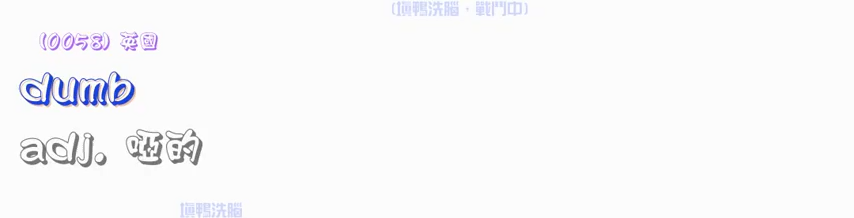 (填鴨洗腦·戰鬥中)
(0058) 英國
dumb
adj. 啞的
填鴨洗腦